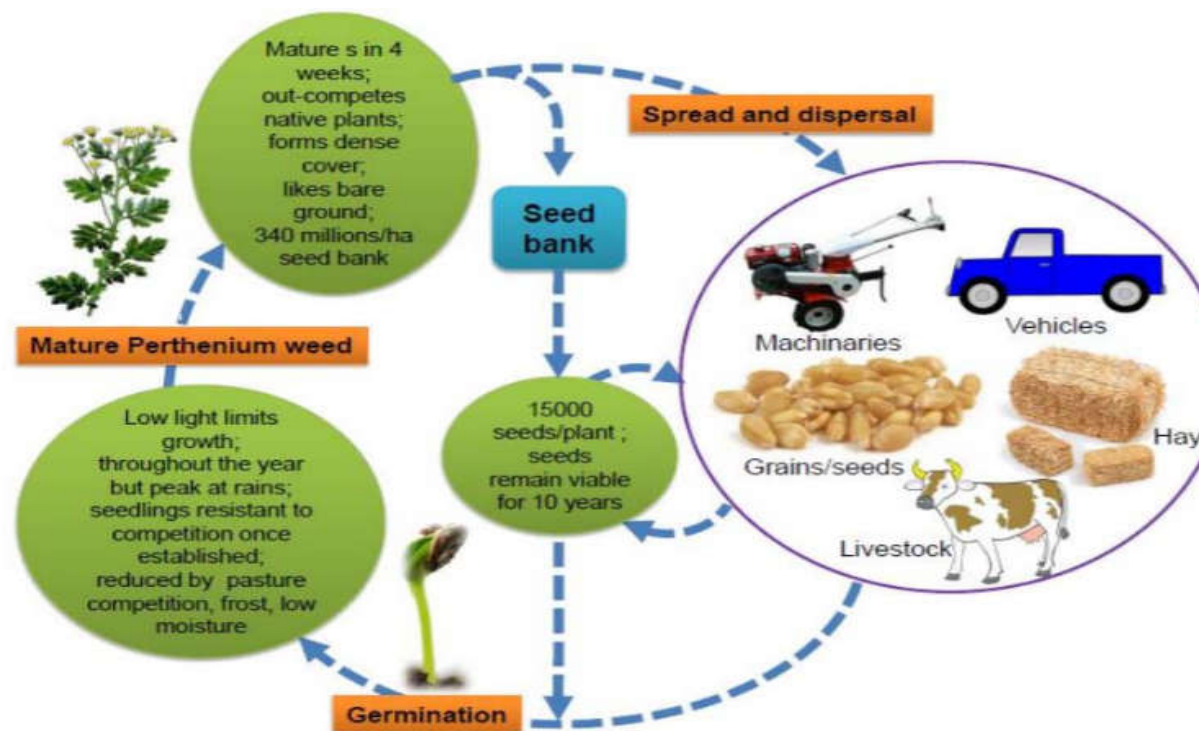 Mature s in 4
weeks;
out-competes
native plants;
forms dense
cover;
likes bare
ground;
340 millions/ha
seed bank
Spread and dispersal
Seed
bank
Machinaries
Vehicles
Grains/seeds
Hay
Livestock
15000
seeds/plant ;
seeds
remain viable
for 10 years
Mature Perthenium weed
Low light limits
growth;
throughout the year
but peak at rains;
seedlings resistant to
competition once
established;
reduced by pasture
competition, frost, low
moisture
Germination